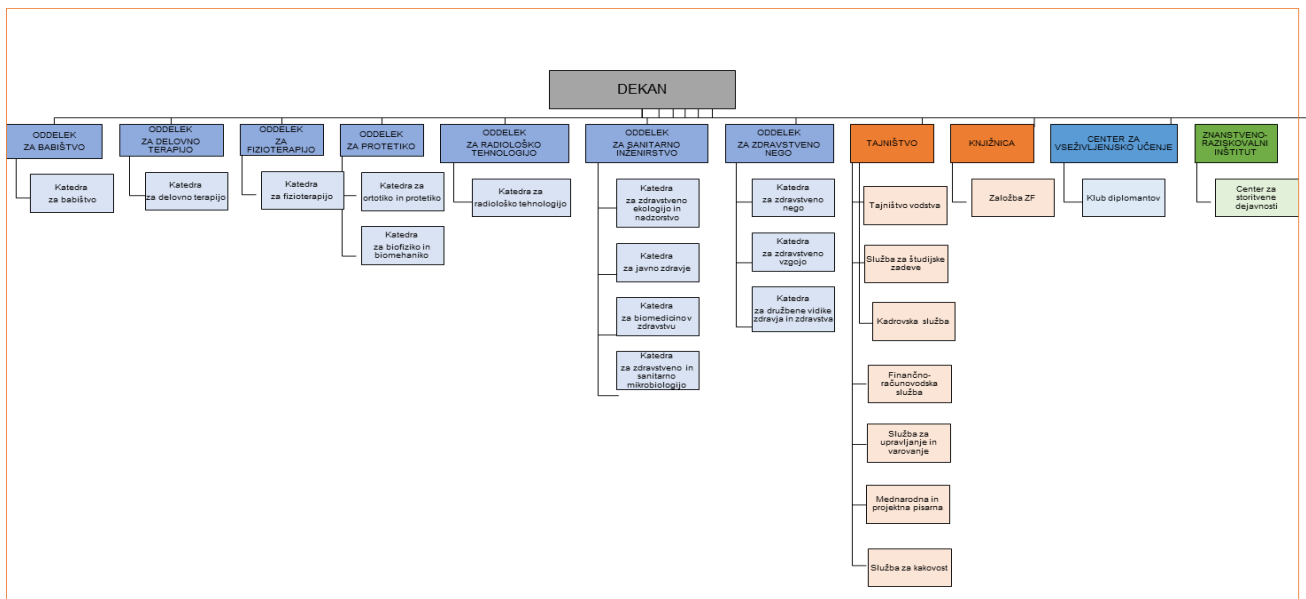 DEKAN
ODDELEK
ZA BABIŠTVO
ODDELEK
ZA DELOVNO
TERAPIJO
ODDELEK
ZA
FIZIOTERAPIJO
ODDELEK
ZA PROTETIKO
ODDELEK
ZA RADIOLOŠKO
TEHNOLOGIJO
ODDELEK
ZA SANITARNO
INŽENIRSTVO
ODDELEK
ZA ZDRAVSTVENO
NEGO
TAJNIŠTVO
KNJIŽNICA
CENTER ZA
VSEŽIVLJENJSKO UČENJE
ZNANSTVENO-
RAZISKOVALNI
INŠTITUT
Katedra
za babištvo
Katedra
za delovno terapijo
Katedra
za fizioterapijo
Katedra za
ortotiko in protetiko
Katedra
za biofiziko in
biomehaniko
Katedra za
radiološko tehnologijo
Katedra
za zdravstveno
ekologijo in
nadzorstvo
Katedra
za javno zdravje
Katedra
za biomedicino v
zdravstvu
Katedra
za zdravstveno in
sanitarno
mikrobiologijo
Katedra
za zdravstveno
nego
Katedra
za zdravstveno
vzgojo
Katedra
za družbene vidike
zdravja in zdravstva
Tajništvo vodstva
Služba za študijske
zadeve
Kadrovska služba
Finančno-
računovodska
služba
Služba za
upravljanje in
varovanje
Mednarodna in
projektna pisarna
Služba za kakovost
Založba ZF
Klub diplomantov
Center za
storitvene
dejavnosti